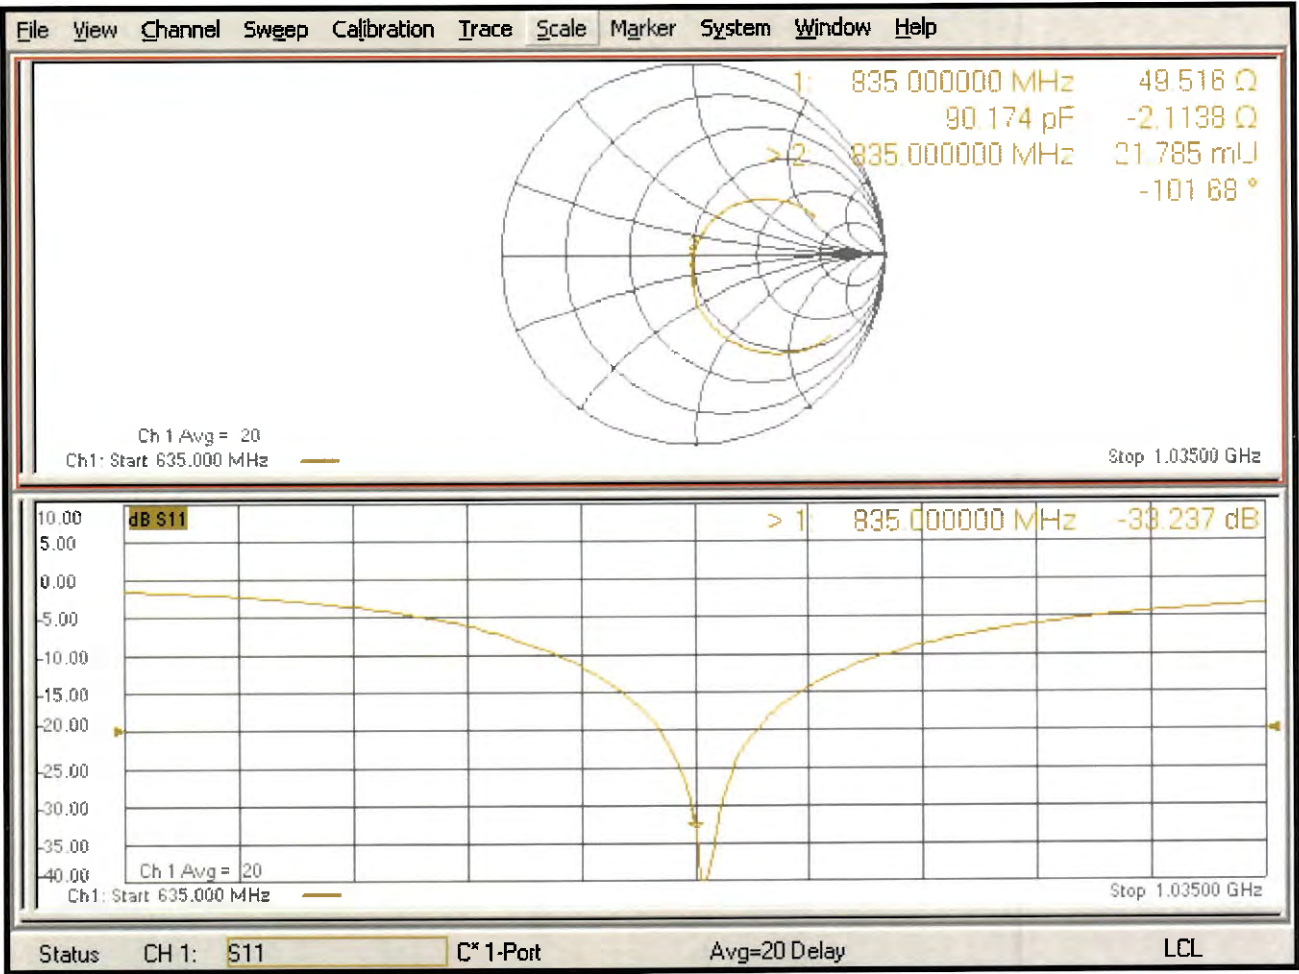 File View Channel Sweep Calibration Trace Scale Marker System Window Help
1: 835.000000 MHz 49.516 Ω
90.174 pF -2.1138 Ω
> 2: 835.000000 MHz 21.785 mU
-101.68 °
Ch 1 Avg = 20
Ch1: Start 635.000 MHz
Stop 1.03500 GHz
dB S11
> 1: 835.000000 MHz -33.237 dB
10.00
5.00
0.00
-5.00
-10.00
-15.00
-20.00
-25.00
-30.00
-35.00
-40.00
Ch 1 Avg = 20
Ch1: Start 635.000 MHz
Stop 1.03500 GHz
Status CH 1: S11 C* 1-Port Avg=20 Delay LCL